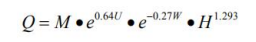 Q = M • e^{0.64U} • e^{-0.27W} • H^{1.293}